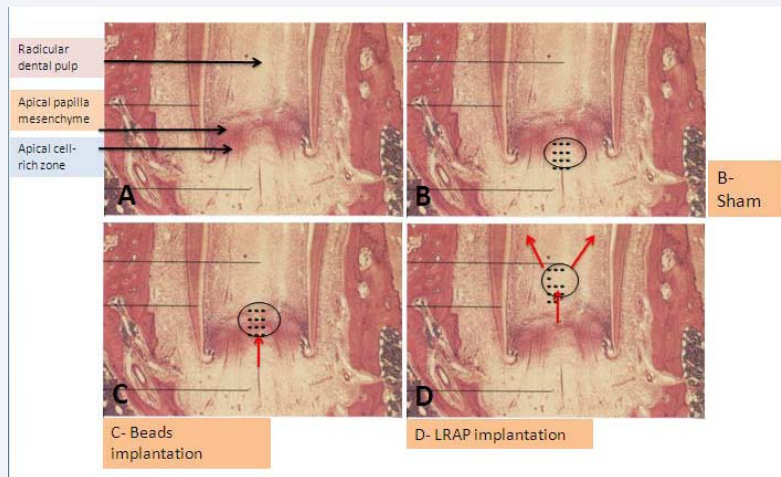 Radicular
dental pulp
Apical papilla
mesenchyme
Apical cell-
rich zone
A
B
B-
Sham
C
D
C- Beads
implantation
D- LRAP implantation